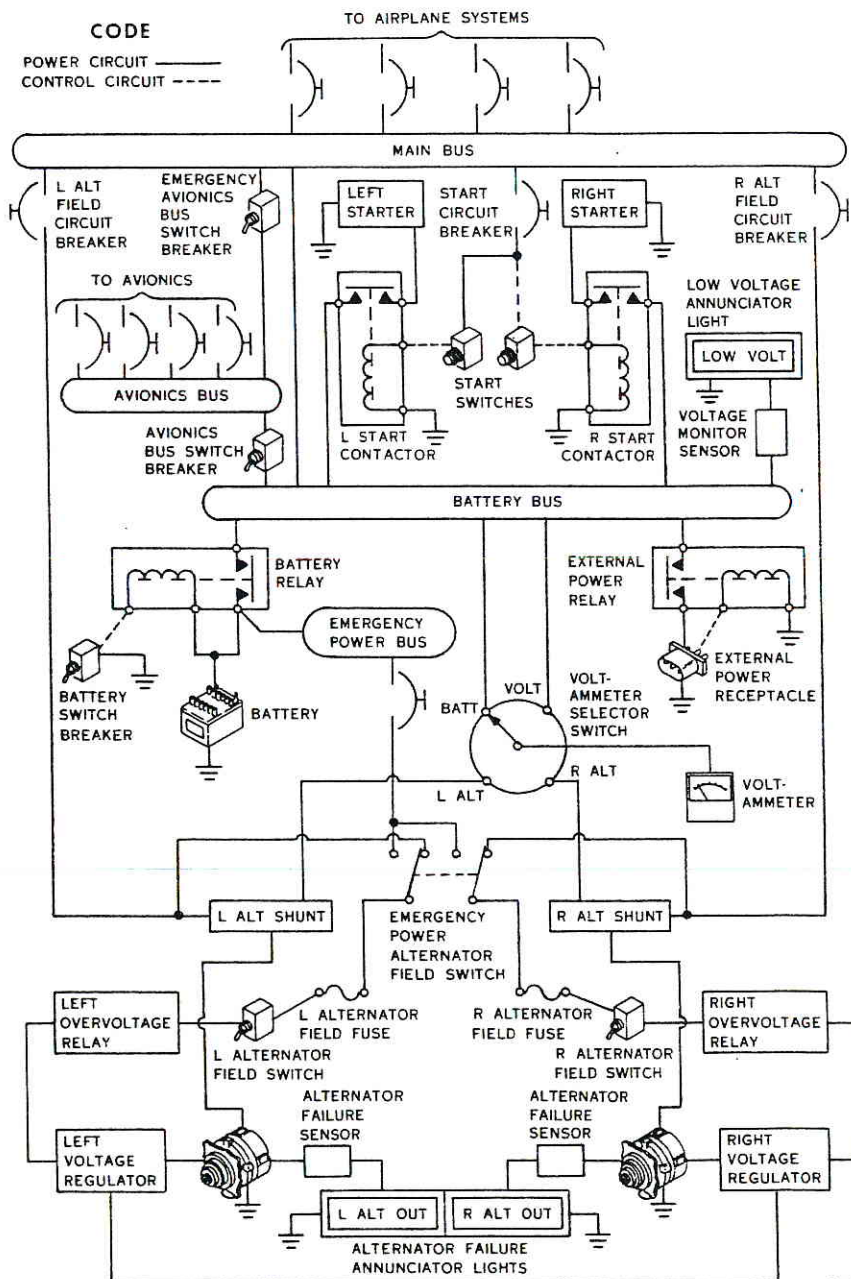 TO AIRPLANE SYSTEMS
CODE
POWER CIRCUIT
CONTROL CIRCUIT
MAIN BUS
L ALT
FIELD
CIRCUIT
BREAKER
EMERGENCY
AVIONICS
BUS
SWITCH
BREAKER
LEFT
STARTER
START
CIRCUIT
BREAKER
RIGHT
STARTER
R ALT
FIELD
CIRCUIT
BREAKER
TO AVIONICS
LOW VOLTAGE
ANNUNCIATOR
LIGHT
LOW VOLT
AVIONICS BUS
START
SWITCHES
AVIONICS
BUS SWITCH
BREAKER
L START
CONTACTOR
R START
CONTACTOR
VOLTAGE
MONITOR
SENSOR
BATTERY BUS
BATTERY
RELAY
EXTERNAL
POWER
RELAY
EMERGENCY
POWER BUS
BATTERY
SWITCH
BREAKER
BATTERY
EXTERNAL
POWER
RECEPTACLE
BATT
VOLT
VOLT-
AMMETER
SELECTOR
SWITCH
L ALT
R ALT
VOLT-
AMMETER
L ALT SHUNT
EMERGENCY
POWER
ALTERNATOR
FIELD SWITCH
R ALT SHUNT
LEFT
OVERVOLTAGE
RELAY
L ALTERNATOR
FIELD FUSE
R ALTERNATOR
FIELD FUSE
RIGHT
OVERVOLTAGE
RELAY
L ALTERNATOR
FIELD SWITCH
R ALTERNATOR
FIELD SWITCH
ALTERNATOR
FAILURE
SENSOR
ALTERNATOR
FAILURE
SENSOR
LEFT
VOLTAGE
REGULATOR
RIGHT
VOLTAGE
REGULATOR
L ALT OUT
R ALT OUT
ALTERNATOR FAILURE
ANNUNCIATOR LIGHTS